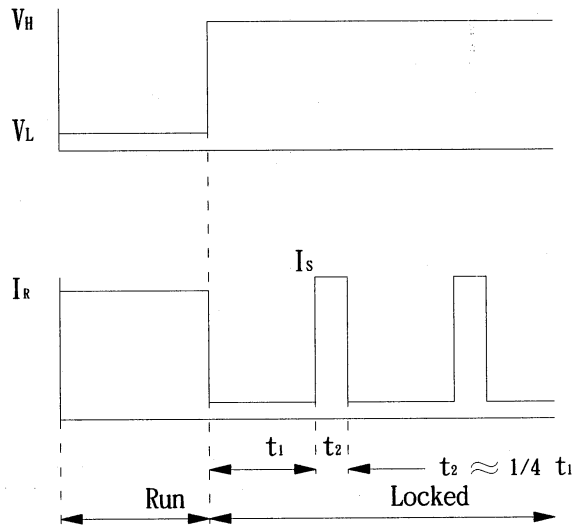 VH
VL
IS
IR
t1
t2
t2 ≈ 1/4 t1
Run
Locked